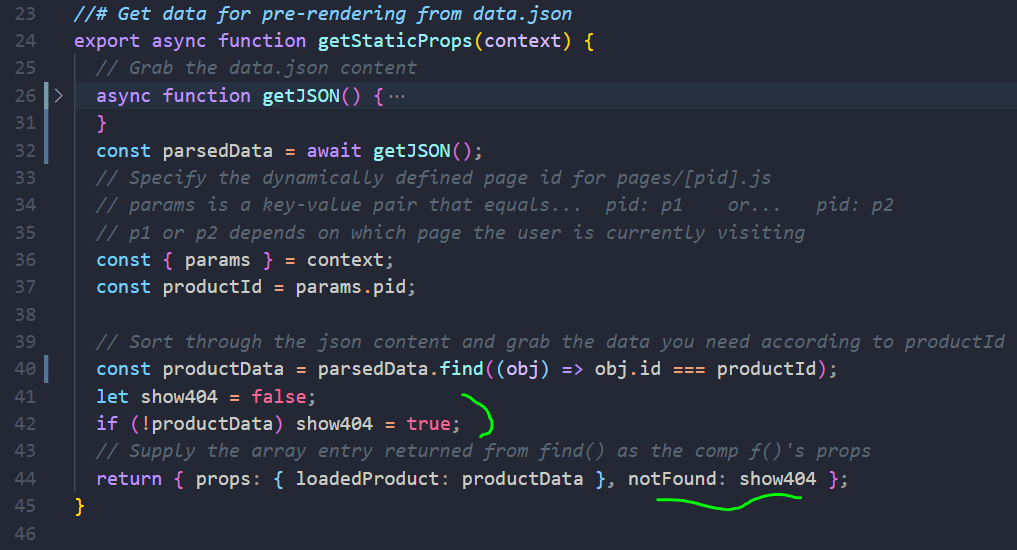 23 //# Get data for pre-rendering from data.json
24 export async function getStaticProps(context) {
25 // Grab the data.json content
26 async function getJSON() { ⋯
31 }
32 const parsedData = await getJSON();
33 // Specify the dynamically defined page id for pages/[pid].js
34 // params is a key-value pair that equals...  pid: p1    or...   pid: p2
35 // p1 or p2 depends on which page the user is currently visiting
36 const { params } = context;
37 const productId = params.pid;
38
39 // Sort through the json content and grab the data you need according to productId
40 const productData = parsedData.find((obj) => obj.id === productId);
41 let show404 = false;
42 if (!productData) show404 = true;
43 // Supply the array entry returned from find() as the comp f()'s props
44 return { props: { loadedProduct: productData }, notFound: show404 };
45 }
46